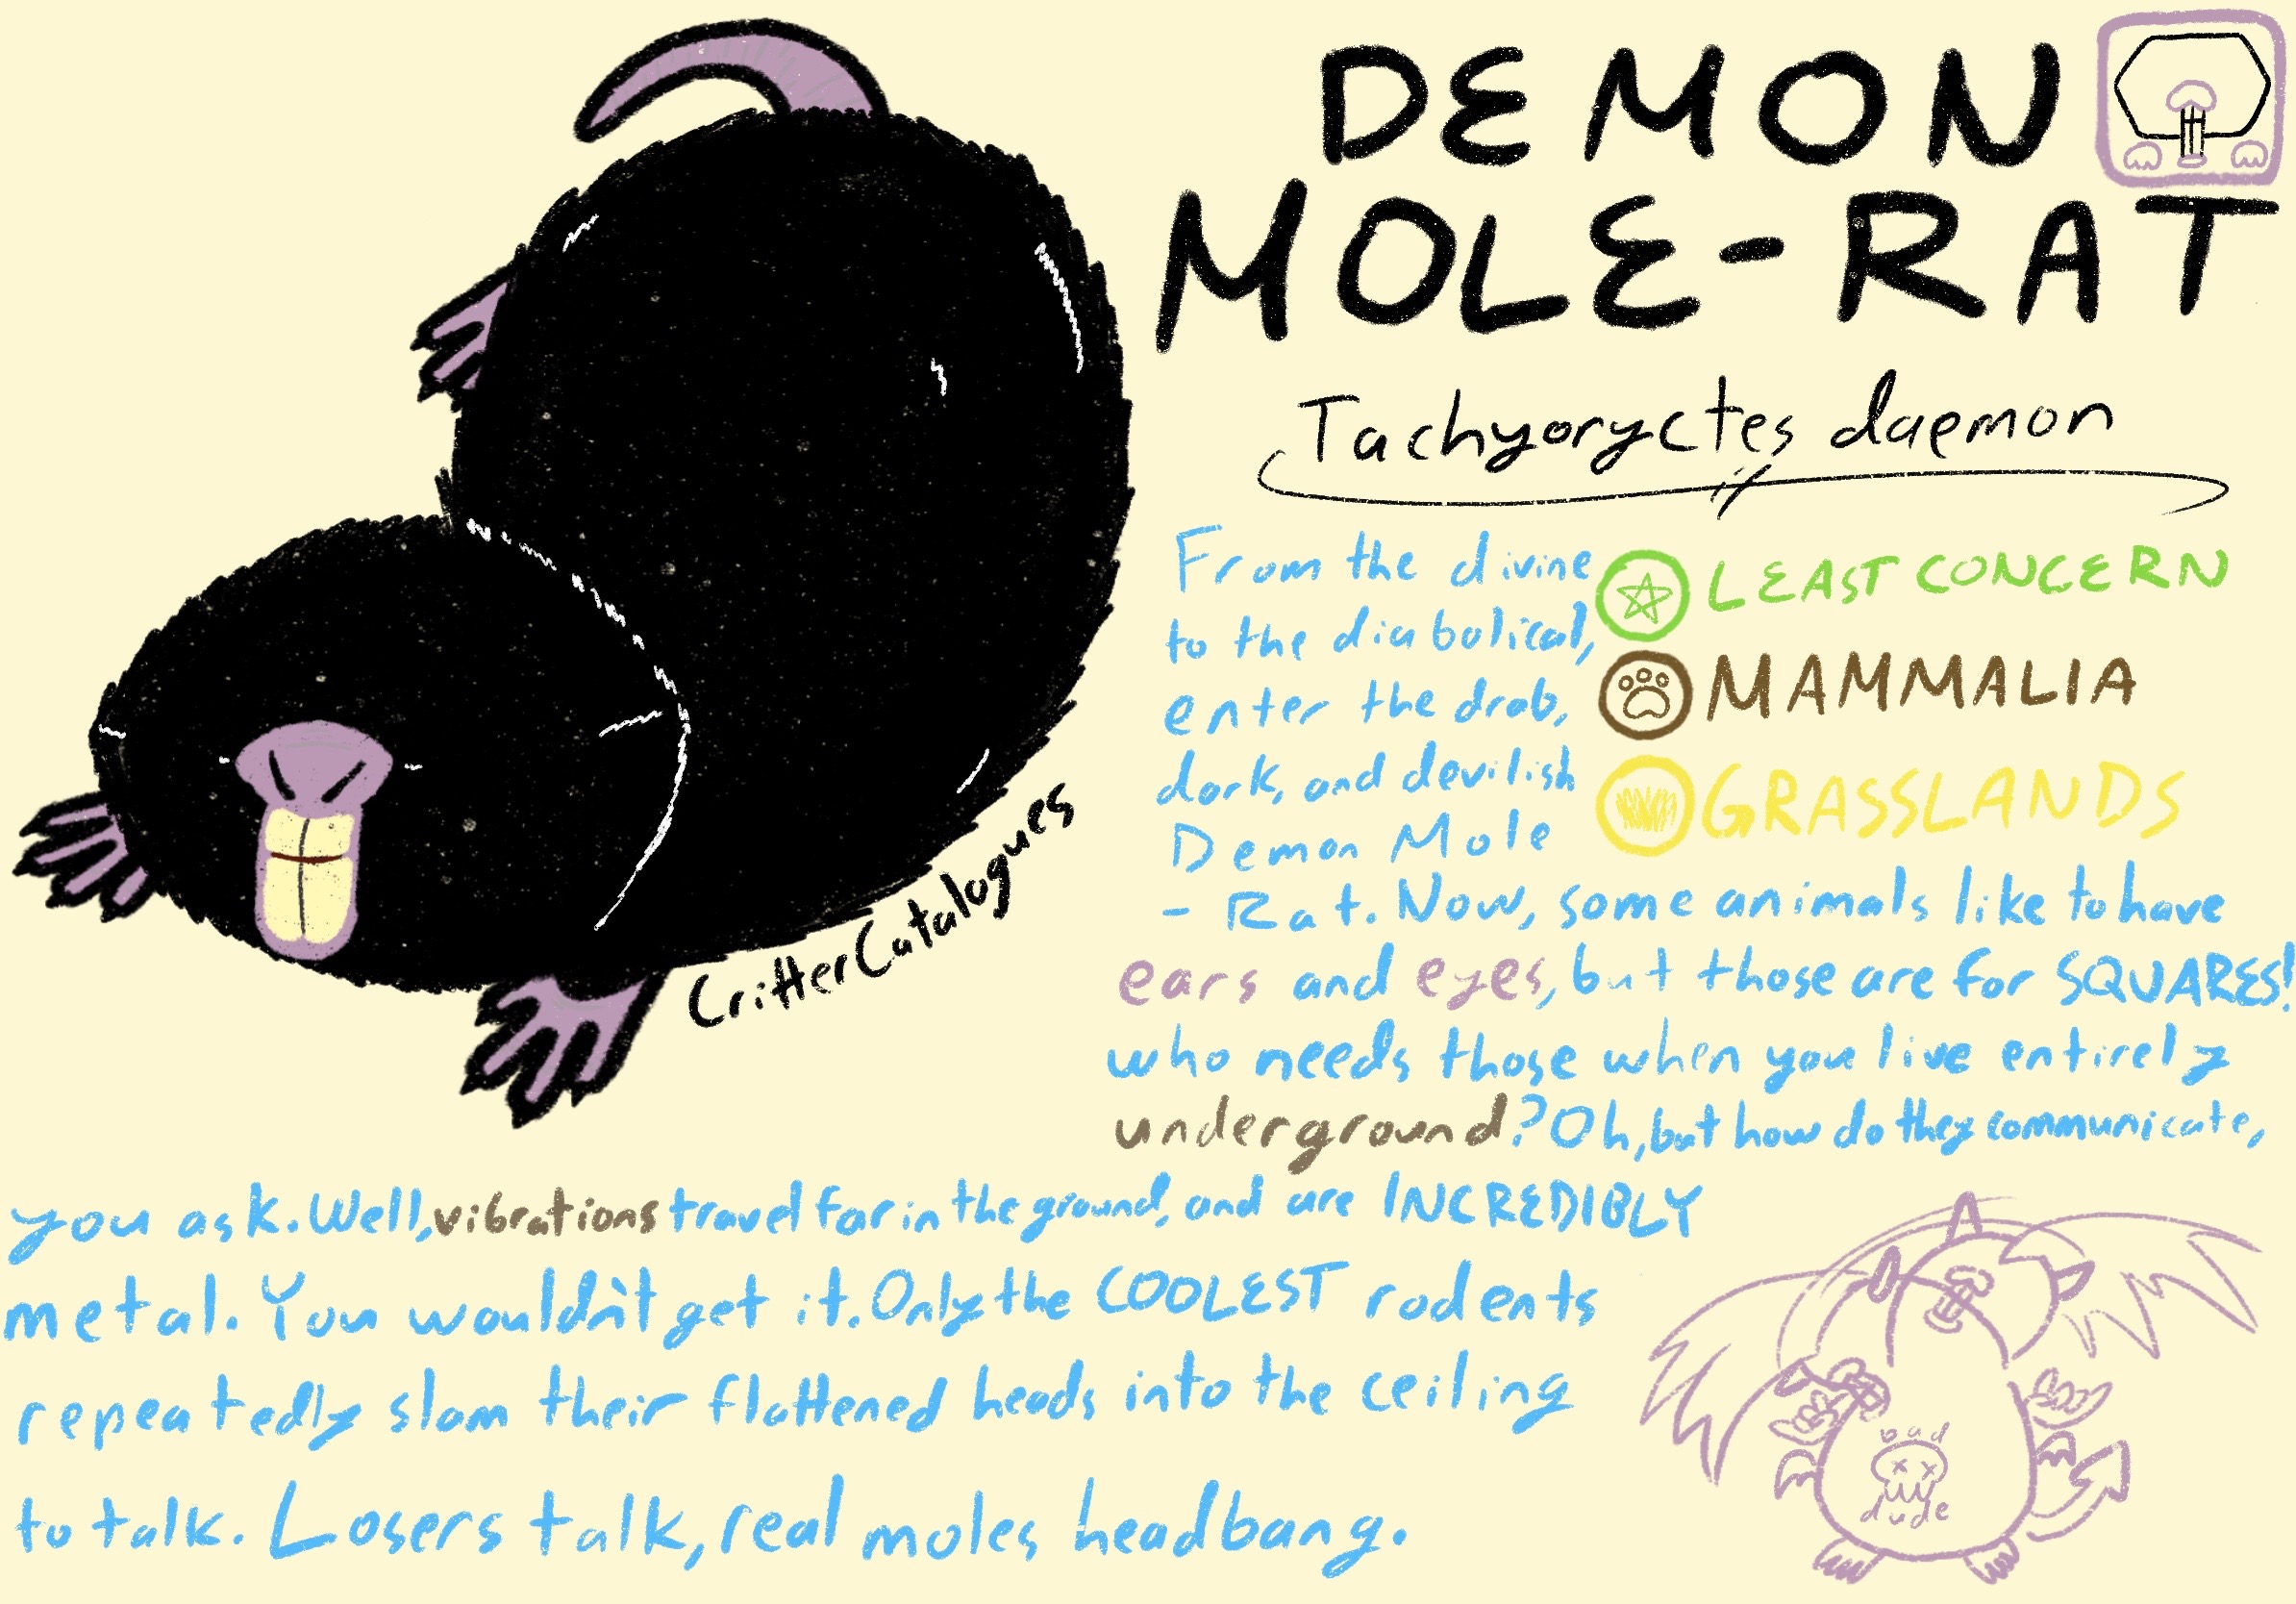 DEMON
MOLE-RAT
Tachyoryctes daemon
From the divine
to the diabolical,
enter the drab,
dark, and devilish
Demon Mole
- Rat. Now, some animals like to have
ears and eyes, but those are for SQUARES!
who needs those when you live entirely
underground? Oh, but how do they communicate,
you ask. Well, vibrations travel far in the ground, and are INCREDIBLY
metal. You wouldn't get it. Only the COOLEST rodents
repeatedly slam their flattened heads into the ceiling
to talk. Losers talk, real moles headbang.
LEAST CONCERN
MAMMALIA
GRASSLANDS
CritterCatalogues
bad
dude